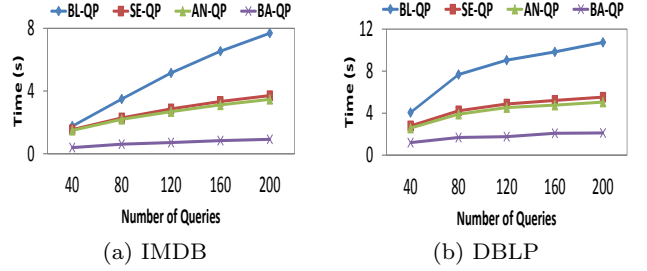 BL-QP SE-QP AN-QP BA-QP
8
4
0
Time (s)
40 80 120 160 200
Number of Queries
(a) IMDB
BL-QP SE-QP AN-QP BA-QP
12
8
4
0
Time (s)
40 80 120 160 200
Number of Queries
(b) DBLP